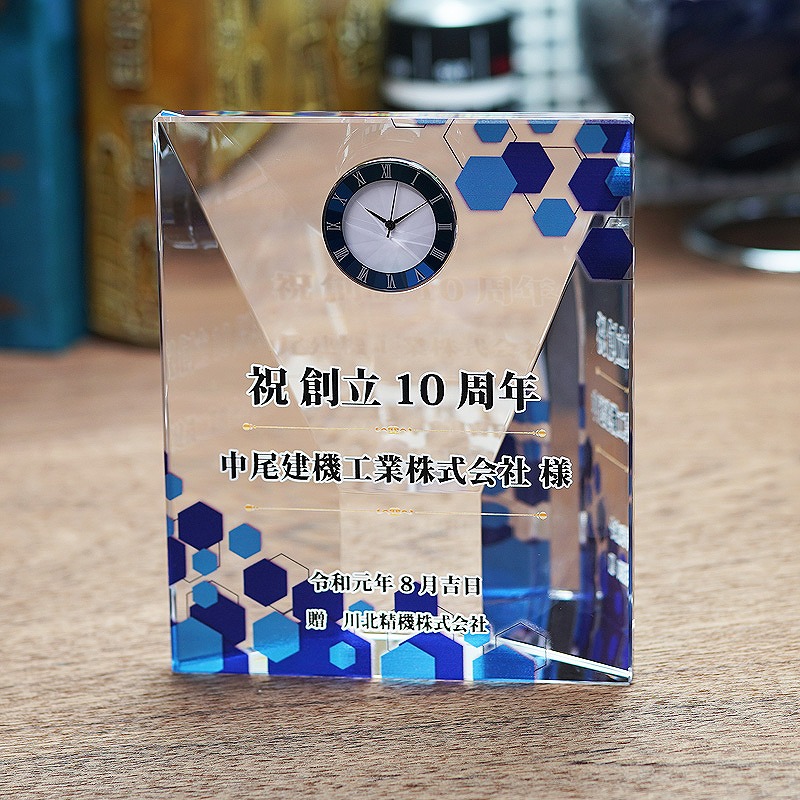 祝 創立 10 周年
中尾建機工業株式会社 様
令和元年 8 月吉日
贈 川北精機株式会社